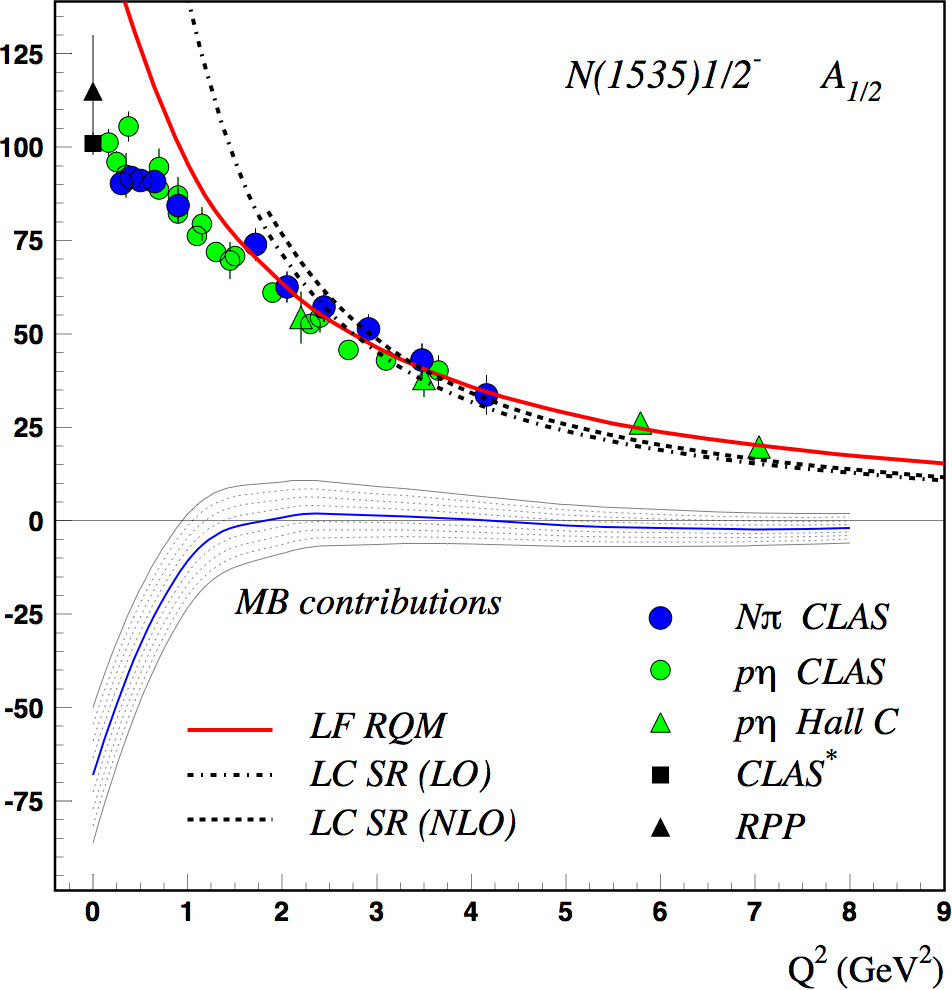 N(1535)1/2⁻ A₁/₂
125
100
75
50
25
0
-25
-50
-75
MB contributions
LF RQM
LC SR (LO)
LC SR (NLO)
Nπ CLAS
pη CLAS
pη Hall C
CLAS*
RPP
0 1 2 3 4 5 6 7 8 9
Q² (GeV²)